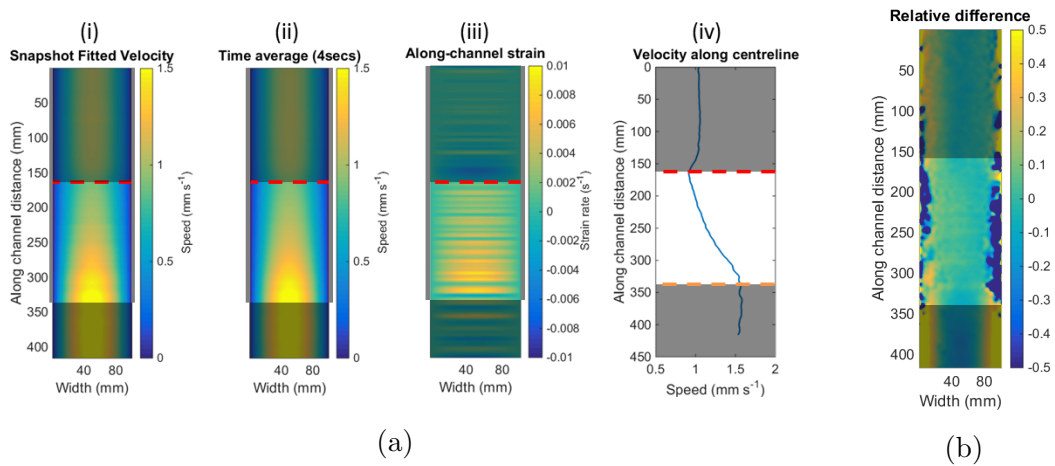 (i)
Snapshot Fitted Velocity
1.5
1
0.5
0
50
100
150
200
250
300
350
400
40 80
Along channel distance (mm)
Width (mm)
Speed (mm s-1)
(ii)
Time average (4secs)
1.5
1
0.5
0
40 80
Width (mm)
Speed (mm s-1)
(iii)
Along-channel strain
0.01
0.008
0.006
0.004
0.002
0
-0.002
-0.004
-0.006
-0.008
-0.01
40 80
Width (mm)
Strain rate (s-1)
(iv)
Velocity along centreline
0
50
100
150
200
250
300
350
400
450
0.5 1 1.5 2
Along channel distance (mm)
Speed (mm s-1)
(a)
Relative difference
0.5
0.4
0.3
0.2
0.1
0
-0.1
-0.2
-0.3
-0.4
-0.5
50
100
150
200
250
300
350
400
40 80
Along channel distance (mm)
Width (mm)
(b)